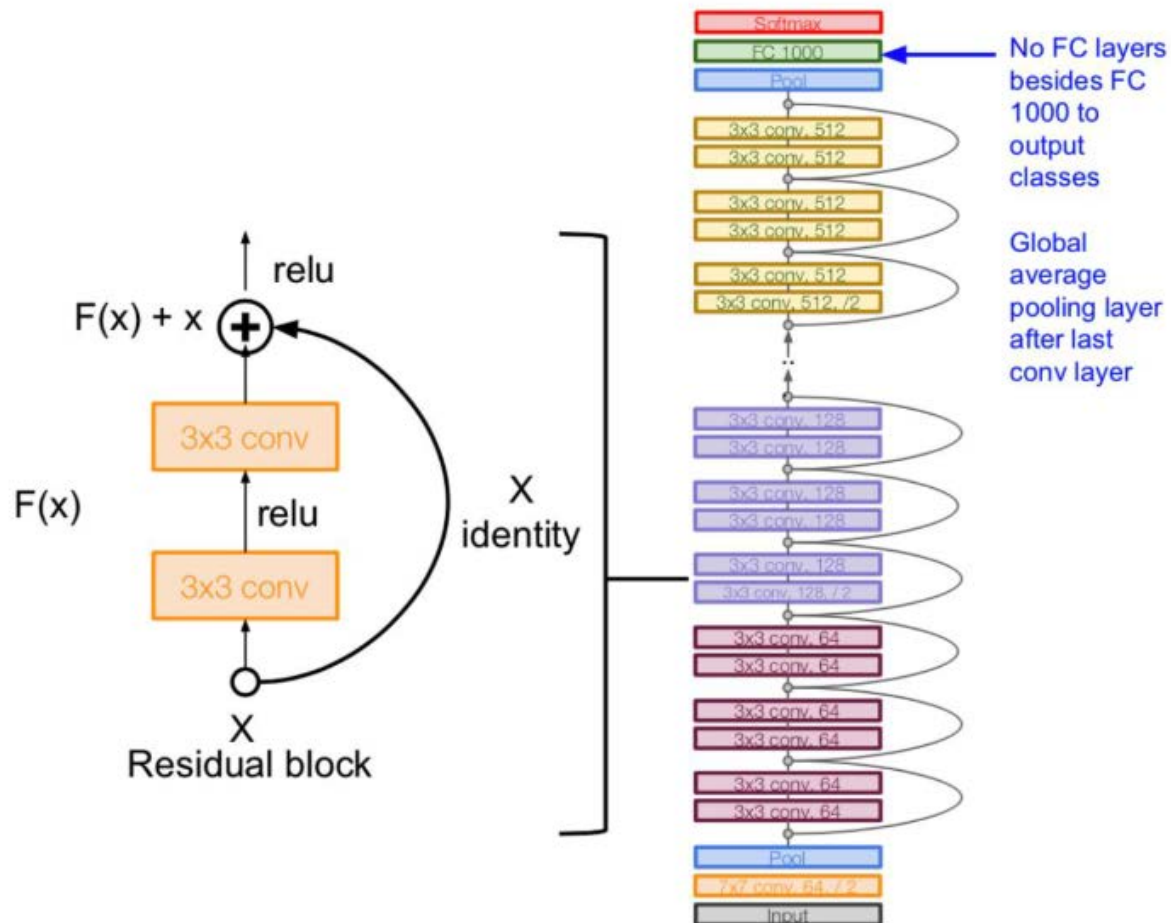 relu
F(x) + x
3x3 conv
F(x)
relu
X
identity
3x3 conv
X
Residual block
Softmax
FC 1000
Pool
3x3 conv, 512
3x3 conv, 512
3x3 conv, 512
3x3 conv, 512
3x3 conv, 512
3x3 conv, 512, /2
..
3x3 conv, 128
3x3 conv, 128
3x3 conv, 128
3x3 conv, 128
3x3 conv, 128
3x3 conv, 128, / 2
3x3 conv, 64
3x3 conv, 64
3x3 conv, 64
3x3 conv, 64
3x3 conv, 64
3x3 conv, 64
Pool
7x7 conv, 64, / 2
Input
No FC layers
besides FC
1000 to
output
classes
Global
average
pooling layer
after last
conv layer